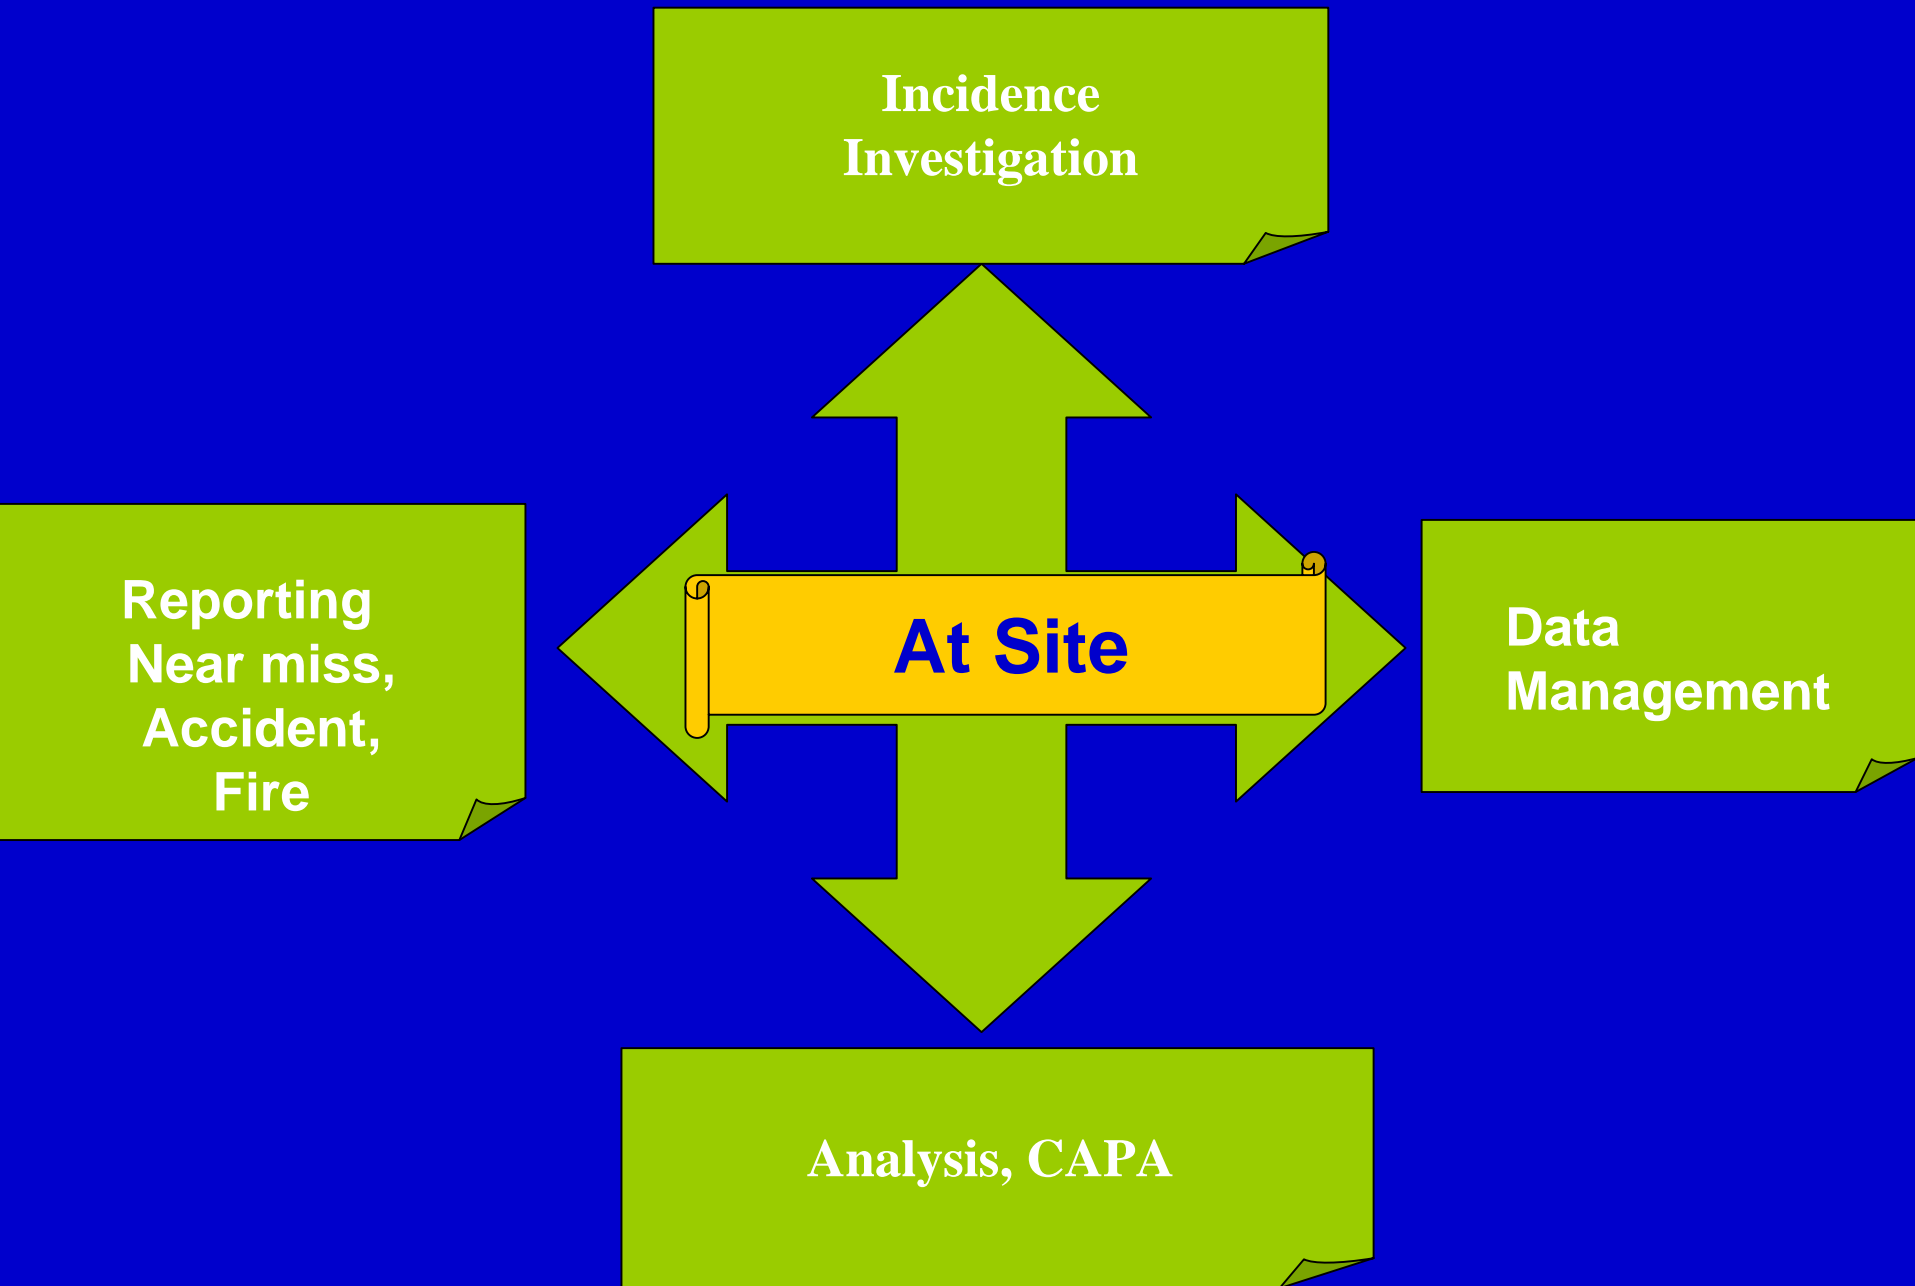 Incidence
Investigation
Reporting
Near miss,
Accident,
Fire
At Site
Data
Management
Analysis, CAPA